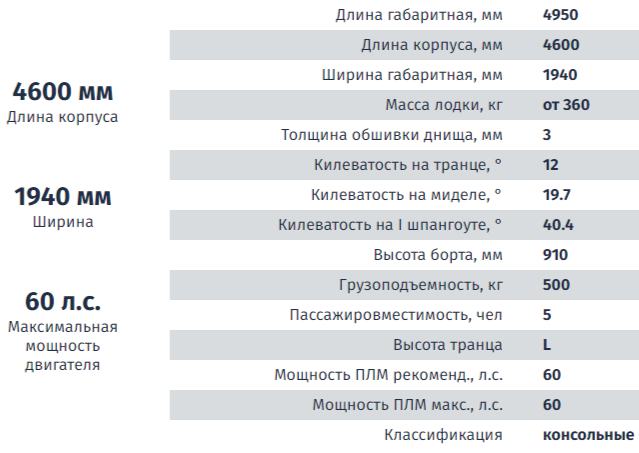 4600 мм
Длина корпуса
1940 мм
Ширина
60 л.с.
Максимальная
мощность
двигателя
Длина габаритная, мм 4950
Длина корпуса, мм 4600
Ширина габаритная, мм 1940
Масса лодки, кг от 360
Толщина обшивки днища, мм 3
Килеватость на транце, ° 12
Килеватость на миделе, ° 19.7
Килеватость на I шпангоуте, ° 40.4
Высота борта, мм 910
Грузоподъемность, кг 500
Пассажировместимость, чел 5
Высота транца L
Мощность ПЛМ рекоменд., л.с. 60
Мощность ПЛМ макс., л.с. 60
Классификация консольные